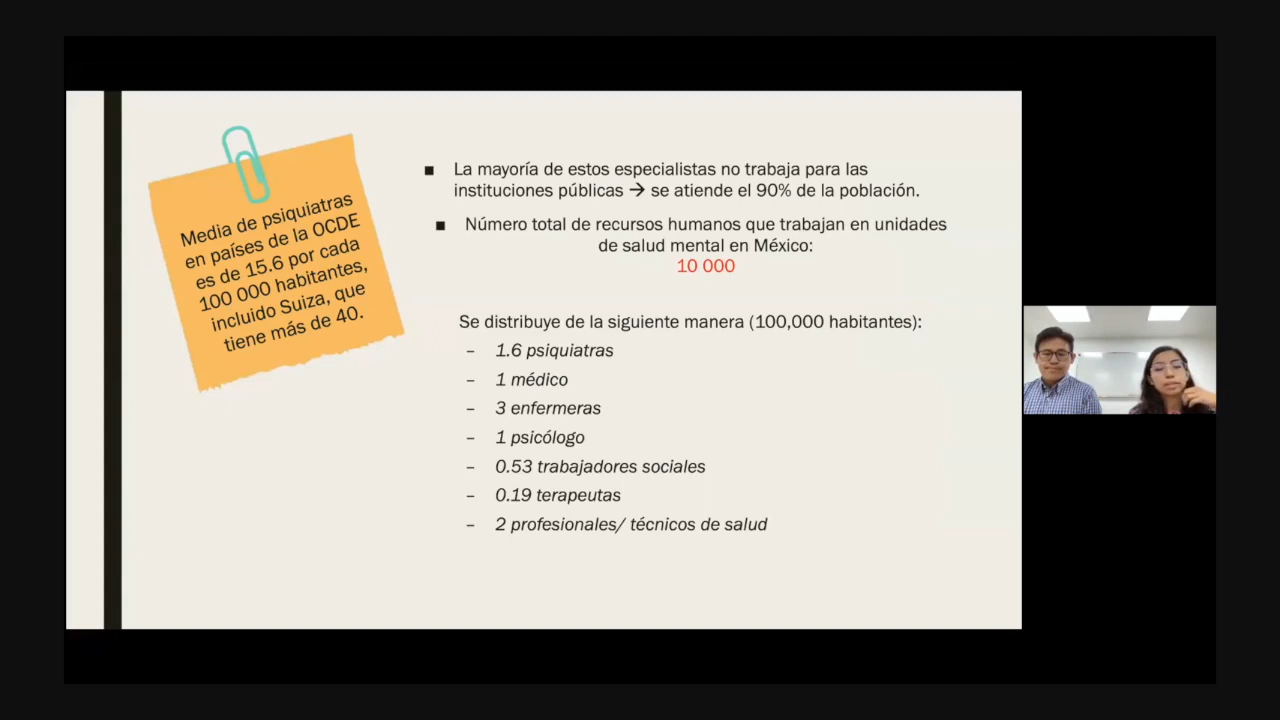 Media de psiquiatras
en países de la OCDE
es de 15.6 por cada
100 000 habitantes,
incluido Suiza, que
tiene más de 40.
■ La mayoría de estos especialistas no trabaja para las
instituciones públicas → se atiende el 90% de la población.
■ Número total de recursos humanos que trabajan en unidades
de salud mental en México:
10 000
Se distribuye de la siguiente manera (100,000 habitantes):
– 1.6 psiquiatras
– 1 médico
– 3 enfermeras
– 1 psicólogo
– 0.53 trabajadores sociales
– 0.19 terapeutas
– 2 profesionales/ técnicos de salud